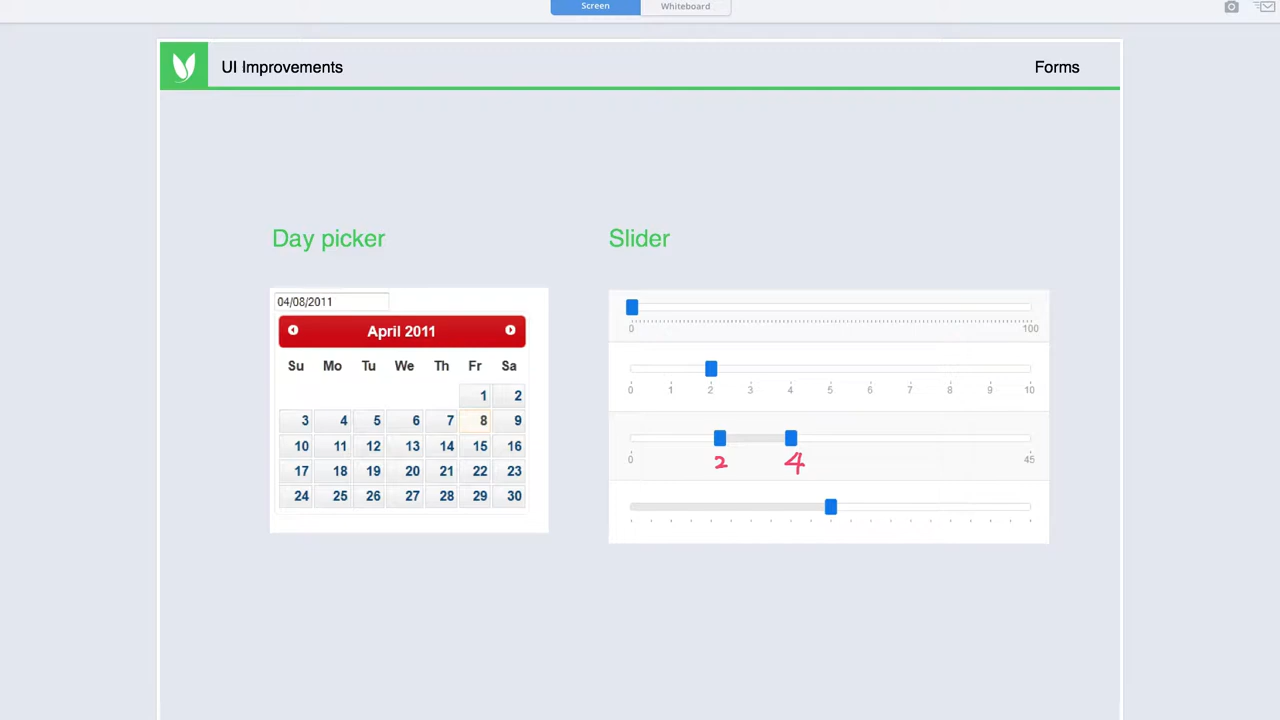 Screen Whiteboard
UI Improvements Forms
Day picker
04/08/2011
April 2011
Su Mo Tu We Th Fr Sa
1 2
3 4 5 6 7 8 9
10 11 12 13 14 15 16
17 18 19 20 21 22 23
24 25 26 27 28 29 30
Slider
0 100
0 1 2 3 4 5 6 7 8 9 10
0 2 4 45